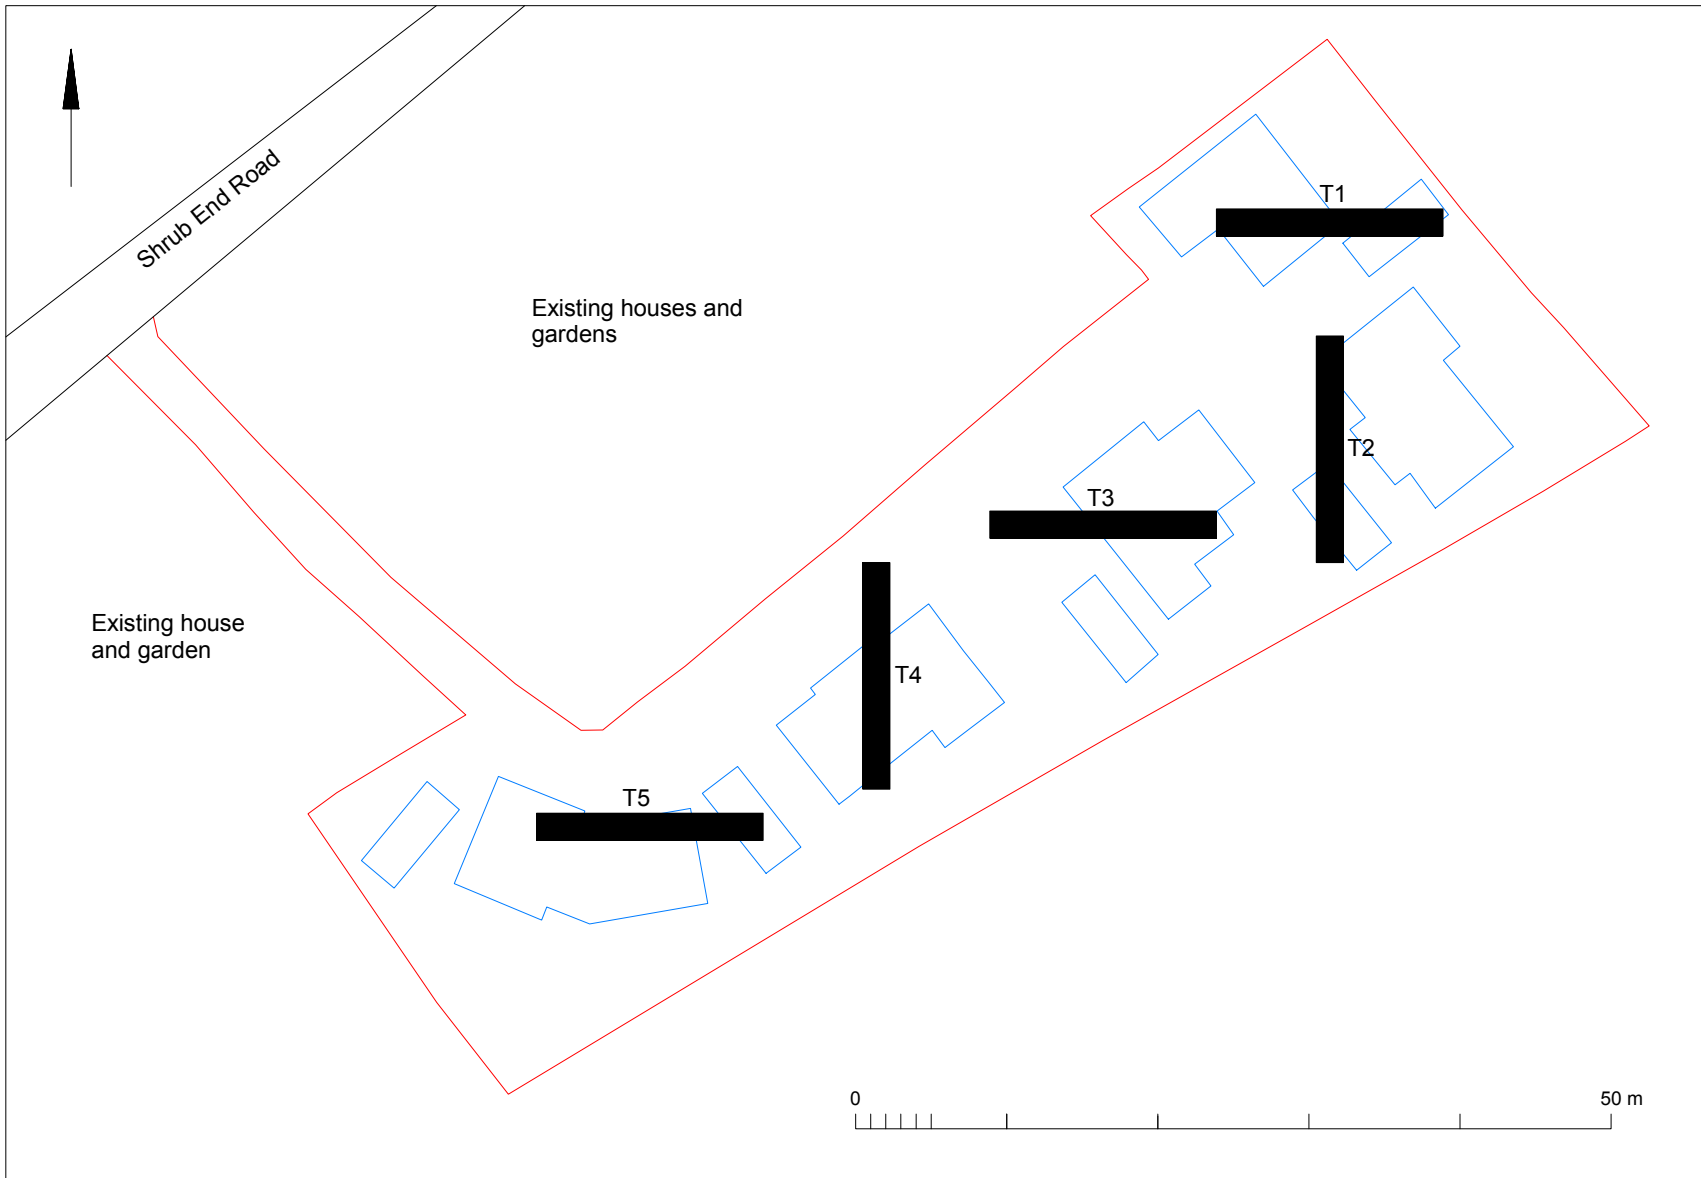 Shrub End Road
T1
Existing houses and
gardens
T2
T3
Existing house
and garden
T4
T5
0
50 m